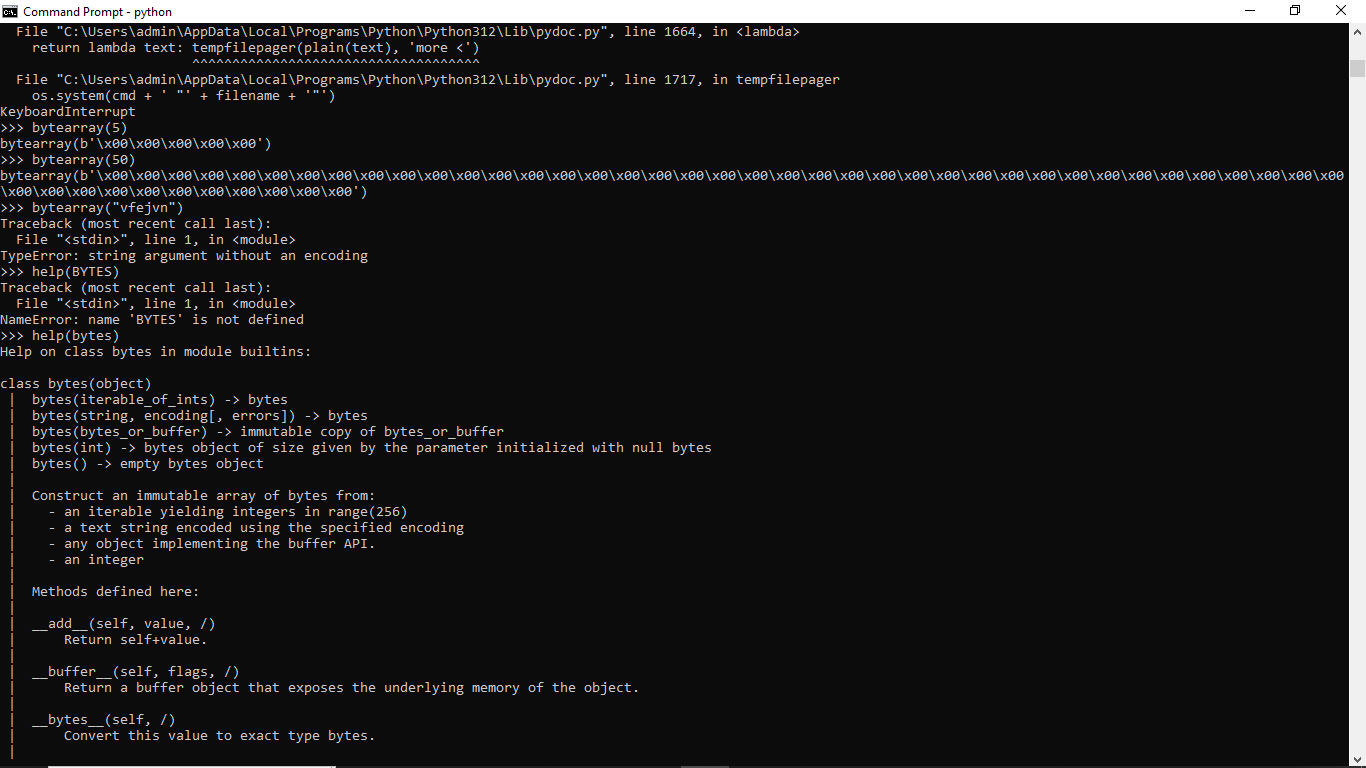 Command Prompt - python
  File "C:\Users\admin\AppData\Local\Programs\Python\Python312\Lib\pydoc.py", line 1664, in <lambda>
    return lambda text: tempfilepager(plain(text), 'more <')
                        ^^^^^^^^^^^^^^^^^^^^^^^^^^^^^^^^^^^^
  File "C:\Users\admin\AppData\Local\Programs\Python\Python312\Lib\pydoc.py", line 1717, in tempfilepager
    os.system(cmd + ' "' + filename + '"')
KeyboardInterrupt
>>> bytearray(5)
bytearray(b'\x00\x00\x00\x00\x00')
>>> bytearray(50)
bytearray(b'\x00\x00\x00\x00\x00\x00\x00\x00\x00\x00\x00\x00\x00\x00\x00\x00\x00\x00\x00\x00\x00\x00\x00\x00\x00\x00\x00\x00\x00\x00\x00\x00\x00\x00\x00\x00\x00\x00\x00
\x00\x00\x00\x00\x00\x00\x00\x00\x00\x00\x00')
>>> bytearray("vfejvn")
Traceback (most recent call last):
  File "<stdin>", line 1, in <module>
TypeError: string argument without an encoding
>>> help(BYTES)
Traceback (most recent call last):
  File "<stdin>", line 1, in <module>
NameError: name 'BYTES' is not defined
>>> help(bytes)
Help on class bytes in module builtins:

class bytes(object)
 |  bytes(iterable_of_ints) -> bytes
 |  bytes(string, encoding[, errors]) -> bytes
 |  bytes(bytes_or_buffer) -> immutable copy of bytes_or_buffer
 |  bytes(int) -> bytes object of size given by the parameter initialized with null bytes
 |  bytes() -> empty bytes object
 |
 |  Construct an immutable array of bytes from:
 |    - an iterable yielding integers in range(256)
 |    - a text string encoded using the specified encoding
 |    - any object implementing the buffer API.
 |    - an integer
 |
 |  Methods defined here:
 |
 |  __add__(self, value, /)
 |      Return self+value.
 |
 |  __buffer__(self, flags, /)
 |      Return a buffer object that exposes the underlying memory of the object.
 |
 |  __bytes__(self, /)
 |      Convert this value to exact type bytes.
 |